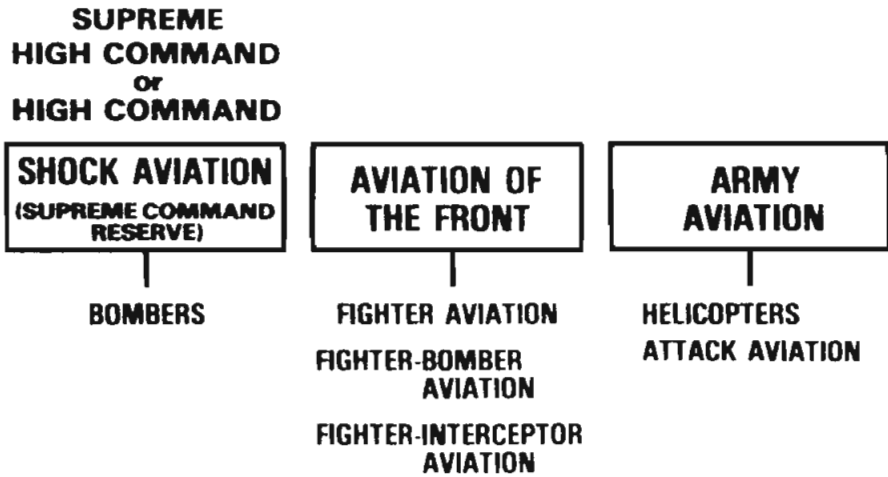 SUPREME
HIGH COMMAND
or
HIGH COMMAND
SHOCK AVIATION
(SUPREME COMMAND
RESERVE)
BOMBERS
AVIATION OF
THE FRONT
FIGHTER AVIATION
FIGHTER-BOMBER
AVIATION
FIGHTER-INTERCEPTOR
AVIATION
ARMY
AVIATION
HELICOPTERS
ATTACK AVIATION